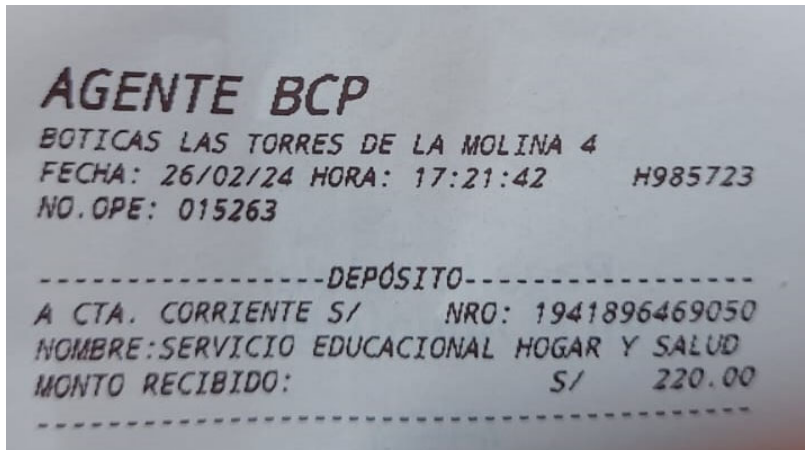 AGENTE BCP
BOTICAS LAS TORRES DE LA MOLINA 4
FECHA: 26/02/24 HORA: 17:21:42 H985723
NO.OPE: 015263
------------------DEPÓSITO------------------
A CTA. CORRIENTE S/ NRO: 1941896469050
NOMBRE:SERVICIO EDUCACIONAL HOGAR Y SALUD
MONTO RECIBIDO: S/ 220.00
--------------------------------------------